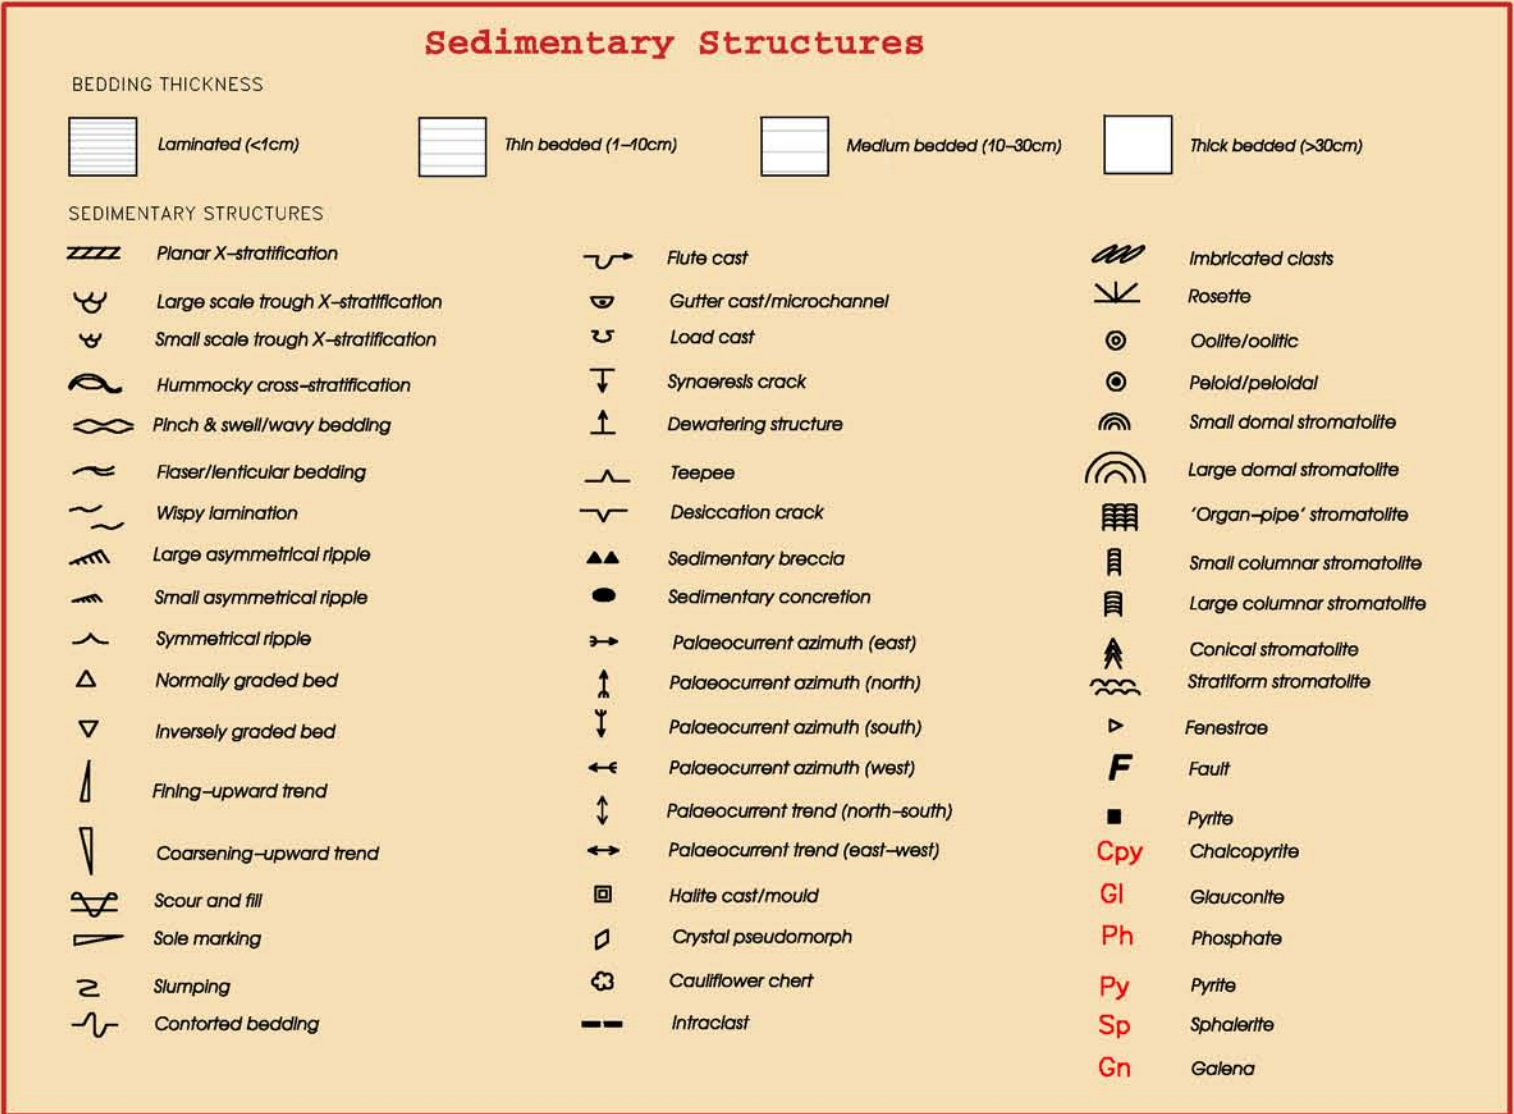 Sedimentary Structures
BEDDING THICKNESS
Laminated (<1cm)
Thin bedded (1–10cm)
Medium bedded (10–30cm)
Thick bedded (>30cm)
SEDIMENTARY STRUCTURES
Planar X–stratification
Large scale trough X–stratification
Small scale trough X–stratification
Hummocky cross–stratification
Pinch & swell/wavy bedding
Flaser/lenticular bedding
Wispy lamination
Large asymmetrical ripple
Small asymmetrical ripple
Symmetrical ripple
Normally graded bed
Inversely graded bed
Fining–upward trend
Coarsening–upward trend
Scour and fill
Sole marking
Slumping
Contorted bedding
Flute cast
Gutter cast/microchannel
Load cast
Synaeresis crack
Dewatering structure
Teepee
Desiccation crack
Sedimentary breccia
Sedimentary concretion
Palaeocurrent azimuth (east)
Palaeocurrent azimuth (north)
Palaeocurrent azimuth (south)
Palaeocurrent azimuth (west)
Palaeocurrent trend (north–south)
Palaeocurrent trend (east–west)
Halite cast/mould
Crystal pseudomorph
Cauliflower chert
Intraclast
Imbricated clasts
Rosette
Oolite/oolitic
Peloid/peloidal
Small domal stromatolite
Large domal stromatolite
'Organ–pipe' stromatolite
Small columnar stromatolite
Large columnar stromatolite
Conical stromatolite
Stratiform stromatolite
Fenestrae
F Fault
Pyrite
Cpy Chalcopyrite
Gl Glauconite
Ph Phosphate
Py Pyrite
Sp Sphalerite
Gn Galena